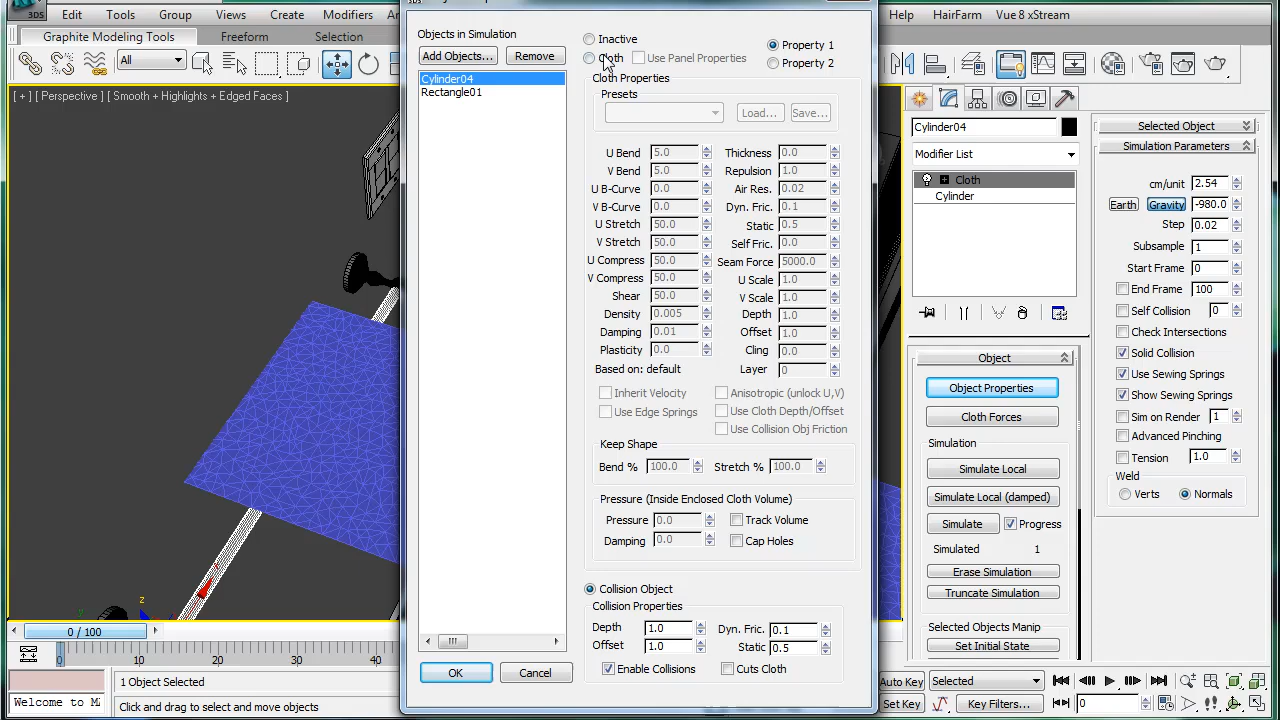 3DS
Edit Tools Group Views Create Modifiers
Help HairFarm Vue 8 xStream
Graphite Modeling Tools Freeform Selection
All
[ + ] [ Perspective ] [ Smooth + Highlights + Edged Faces ]
Objects in Simulation
Add Objects... Remove
Cylinder04
Rectangle01
OK Cancel
Inactive
Cloth Use Panel Properties
Property 1
Property 2
Cloth Properties
Presets
Load... Save...
U Bend 5.0 Thickness 0.0
V Bend 5.0 Repulsion 1.0
U B-Curve 0.0 Air Res. 0.02
V B-Curve 0.0 Dyn. Fric. 0.1
U Stretch 50.0 Static 0.5
V Stretch 50.0 Self Fric. 0.0
U Compress 50.0 Seam Force 5000.0
V Compress 50.0 U Scale 1.0
Shear 50.0 V Scale 1.0
Density 0.005 Depth 1.0
Damping 0.01 Offset 1.0
Plasticity 0.0 Cling 0.0
Based on: default Layer 0
Inherit Velocity Anisotropic (unlock U,V)
Use Edge Springs Use Cloth Depth/Offset
Use Collision Obj Friction
Keep Shape
Bend % 100.0 Stretch % 100.0
Pressure (Inside Enclosed Cloth Volume)
Pressure 0.0 Track Volume
Damping 0.0 Cap Holes
Collision Object
Collision Properties
Depth 1.0 Dyn. Fric. 0.1
Offset 1.0 Static 0.5
Enable Collisions Cuts Cloth
Cylinder04
Modifier List
Cloth
Cylinder
Object
Object Properties
Cloth Forces
Simulation
Simulate Local
Simulate Local (damped)
Simulate Progress
Simulated 1
Erase Simulation
Truncate Simulation
Selected Objects Manip
Set Initial State
Selected Object
Simulation Parameters
cm/unit 2.54
Earth Gravity -980.0
Step 0.02
Subsample 1
Start Frame 0
End Frame 100
Self Collision 0
Check Intersections
Solid Collision
Use Sewing Springs
Show Sewing Springs
Sim on Render 1
Advanced Pinching
Tension 1.0
Weld
Verts Normals
z
y
0 / 100
0 10 20 30 40
1 Object Selected
Welcome to M
Click and drag to select and move objects
Auto Key Selected
Set Key Key Filters... 0